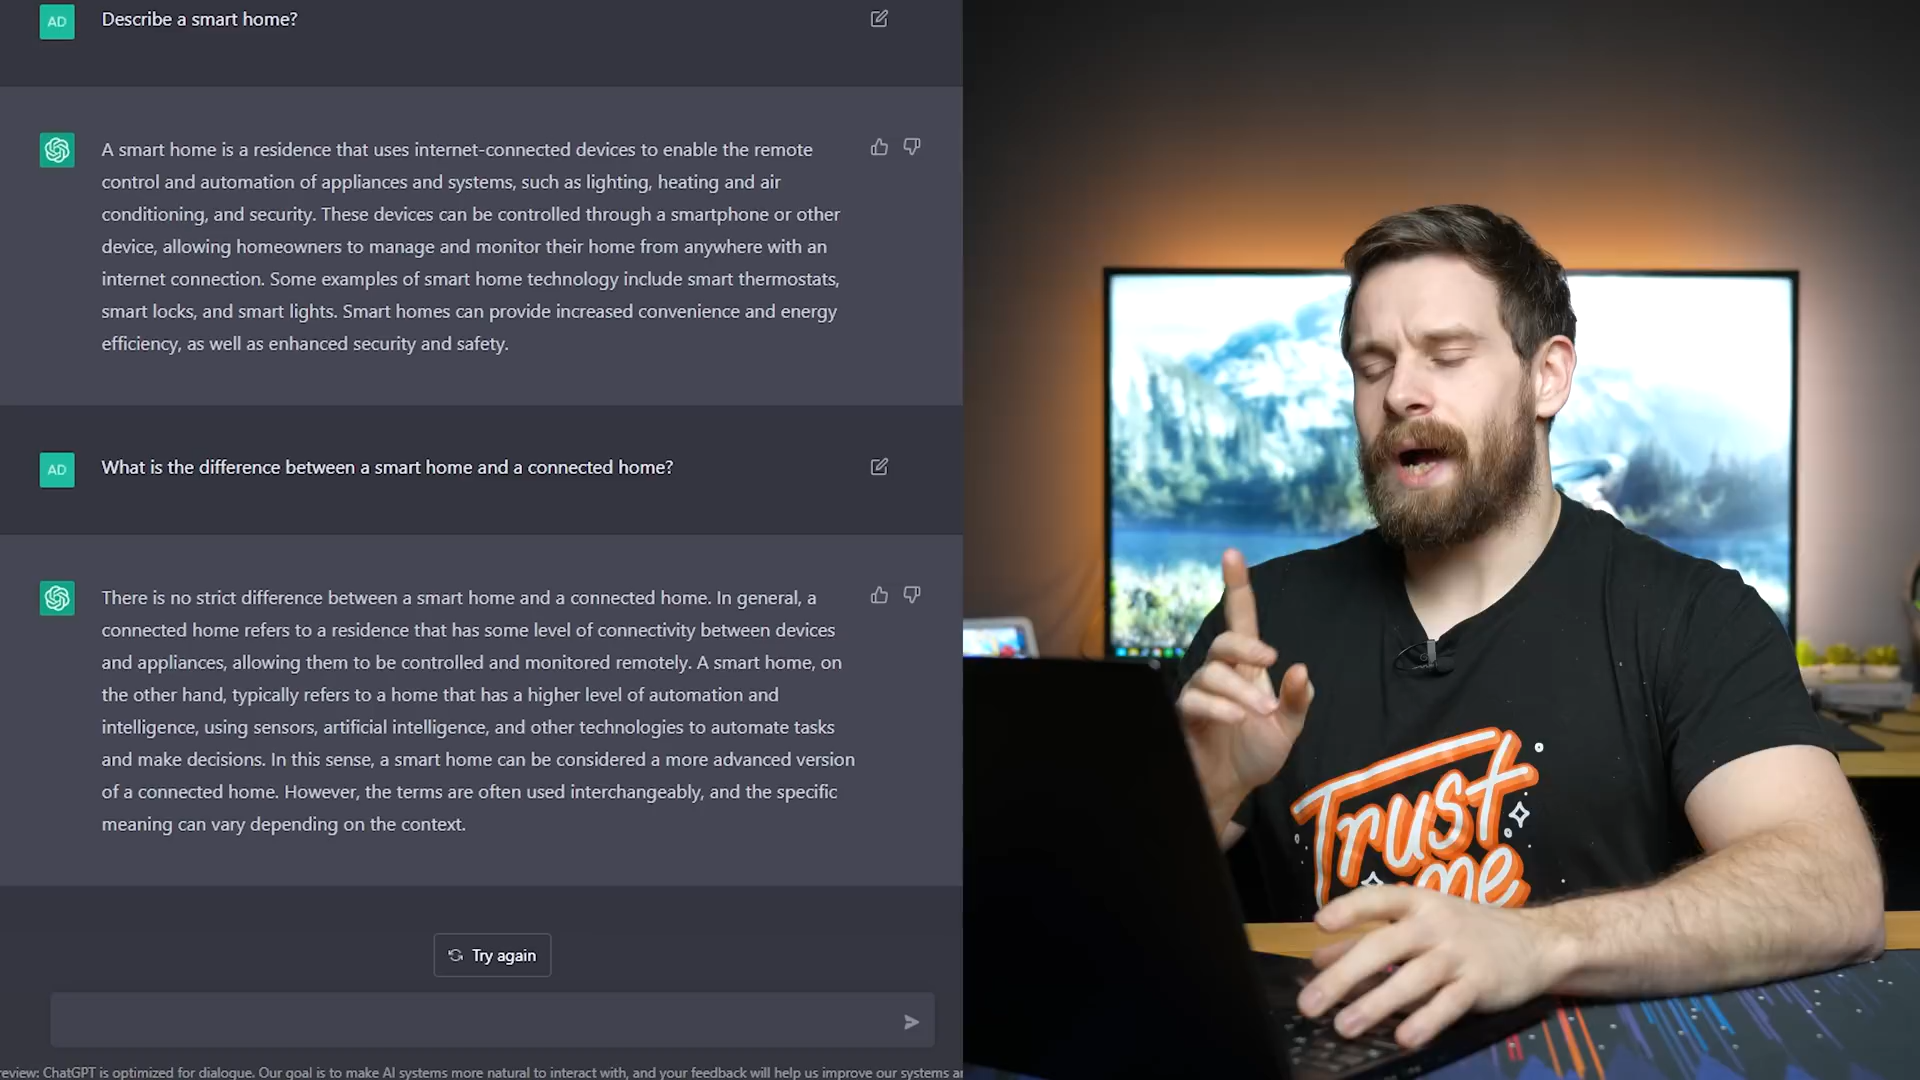 AD
Describe a smart home?
A smart home is a residence that uses internet-connected devices to enable the remote
control and automation of appliances and systems, such as lighting, heating and air
conditioning, and security. These devices can be controlled through a smartphone or other
device, allowing homeowners to manage and monitor their home from anywhere with an
internet connection. Some examples of smart home technology include smart thermostats,
smart locks, and smart lights. Smart homes can provide increased convenience and energy
efficiency, as well as enhanced security and safety.
AD
What is the difference between a smart home and a connected home?
There is no strict difference between a smart home and a connected home. In general, a
connected home refers to a residence that has some level of connectivity between devices
and appliances, allowing them to be controlled and monitored remotely. A smart home, on
the other hand, typically refers to a home that has a higher level of automation and
intelligence, using sensors, artificial intelligence, and other technologies to automate tasks
and make decisions. In this sense, a smart home can be considered a more advanced version
of a connected home. However, the terms are often used interchangeably, and the specific
meaning can vary depending on the context.
Try again
eview: ChatGPT is optimized for dialogue. Our goal is to make AI systems more natural to interact with, and your feedback will help us improve our systems a
Trust
me